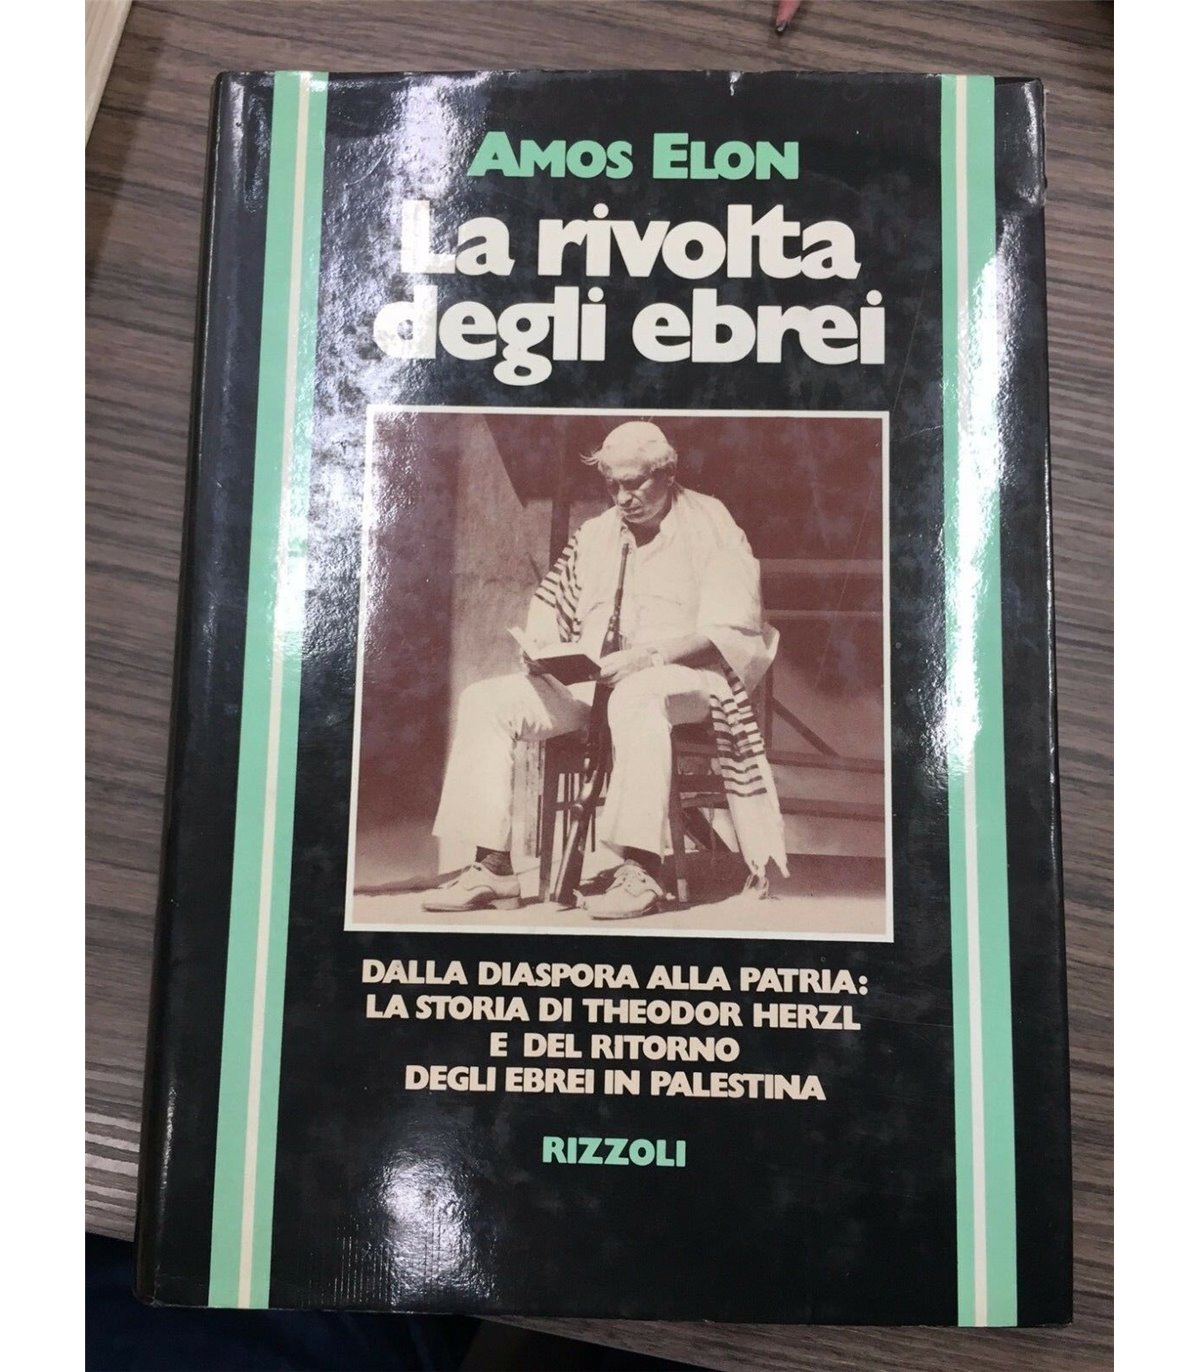 AMOS ELON
La rivolta
degli ebrei
DALLA DIASPORA ALLA PATRIA:
LA STORIA DI THEODOR HERZL
E DEL RITORNO
DEGLI EBREI IN PALESTINA
RIZZOLI